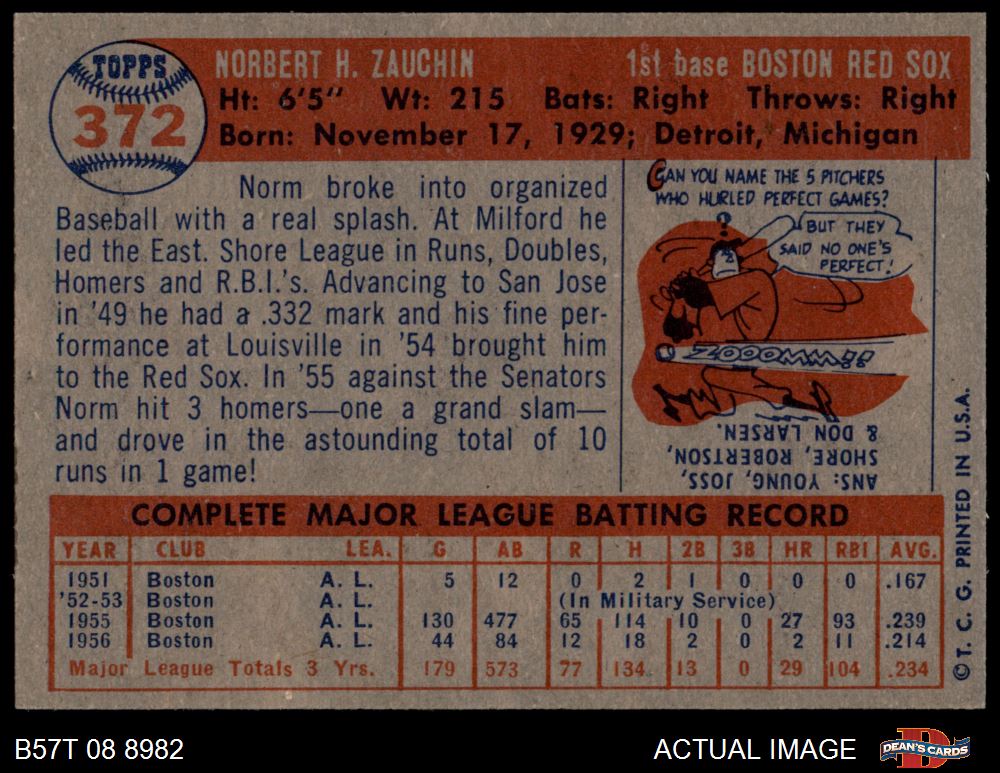 TOPPS
372
NORBERT H. ZAUCHIN 1st base BOSTON RED SOX
Ht: 6'5" Wt: 215 Bats: Right Throws: Right
Born: November 17, 1929; Detroit, Michigan
Norm broke into organized
Baseball with a real splash. At Milford he
led the East. Shore League in Runs, Doubles,
Homers and R.B.I.'s. Advancing to San Jose
in '49 he had a .332 mark and his fine per-
formance at Louisville in '54 brought him
to the Red Sox. In '55 against the Senators
Norm hit 3 homers—one a grand slam—
and drove in the astounding total of 10
runs in 1 game!
CAN YOU NAME THE 5 PITCHERS
WHO HURLED PERFECT GAMES?
?
BUT THEY
SAID NO ONE'S
PERFECT!
ZOOOMM!!
ANS: YOUNG, JOSS,
SHORE, ROBERTSON,
& DON LARSEN.
COMPLETE MAJOR LEAGUE BATTING RECORD
YEAR CLUB LEA. G AB R H 2B 3B HR RBI AVG.
1951 Boston A. L. 5 12 0 2 1 0 0 0 .167
'52-53 Boston A. L. (In Military Service)
1955 Boston A. L. 130 477 65 114 10 0 27 93 .239
1956 Boston A. L. 44 84 12 18 2 0 2 11 .214
Major League Totals 3 Yrs. 179 573 77 134 13 0 29 104 .234
©T. C. G. PRINTED IN U.S.A.
B57T 08 8982 ACTUAL IMAGE
DEAN'S CARDS